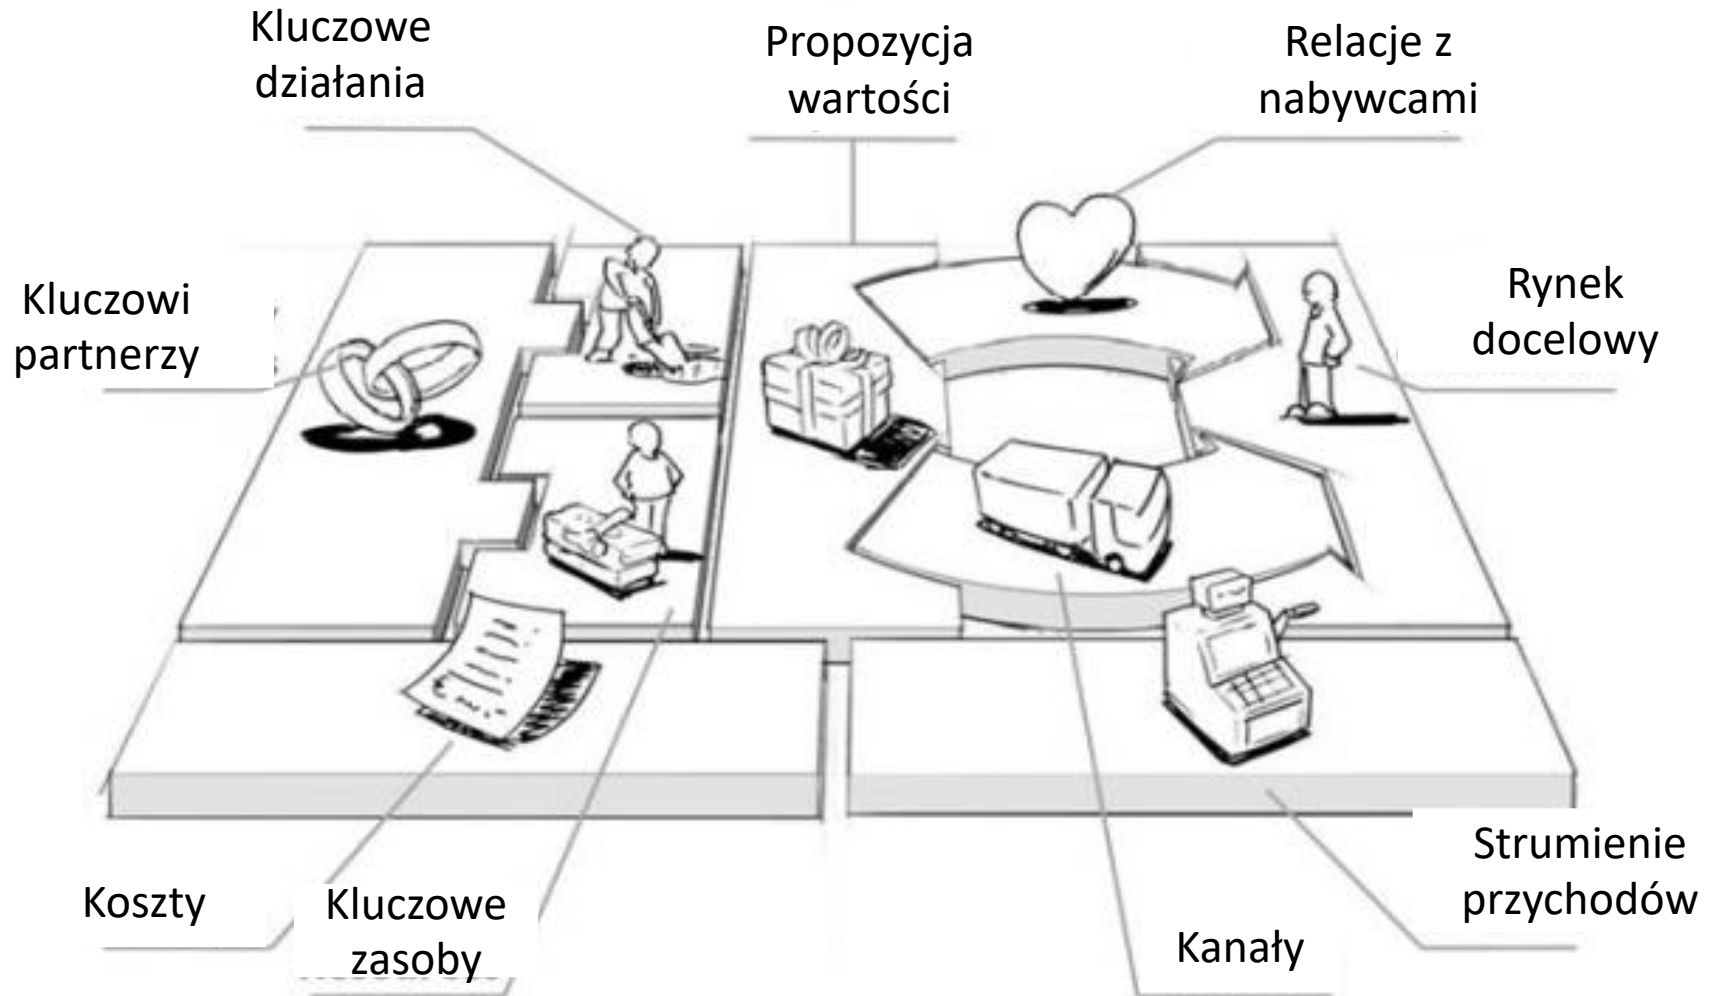 Kluczowe
działania
Propozycja
wartości
Relacje z
nabywcami
Kluczowi
partnerzy
Rynek
docelowy
Koszty
Kluczowe
zasoby
Kanały
Strumienie
przychodów